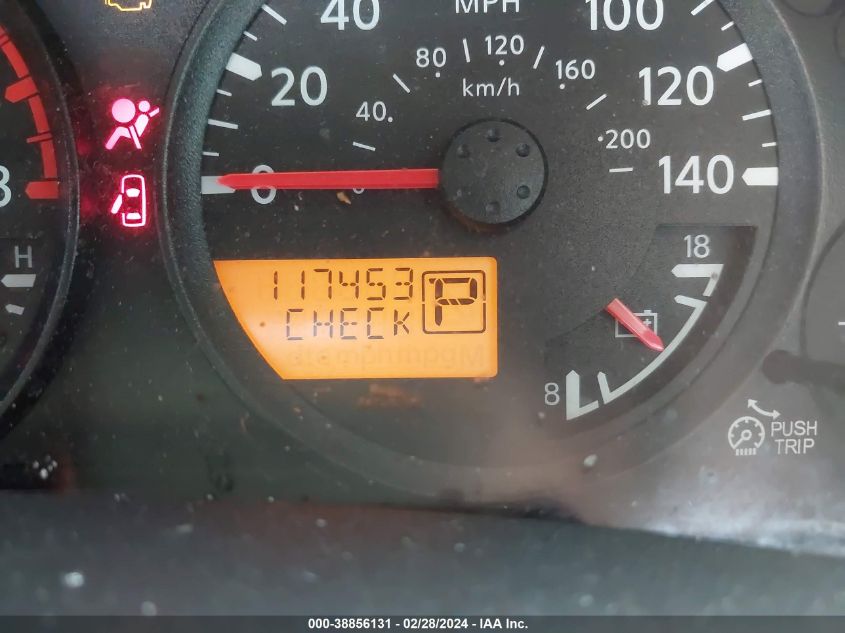 40 MPH 100
80 120 160
km/h
20 120
40 200
0 140
8
H
117453 P
CHECK
18
8
PUSH
TRIP
000-38856131 - 02/28/2024 - IAA Inc.